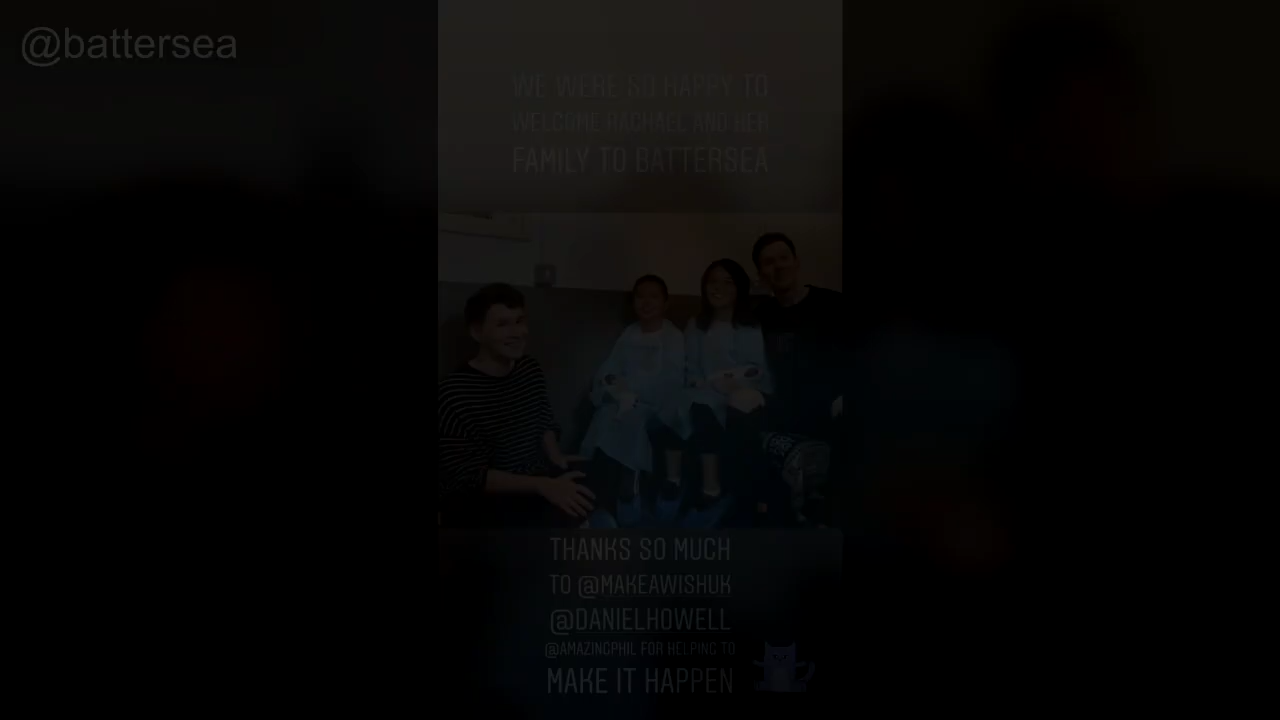 @battersea
WE WERE SO HAPPY TO
WELCOME RACHAEL AND HER
FAMILY TO BATTERSEA
THANKS SO MUCH
TO @MAKEAWISHUK
@DANIELHOWELL
@AMAZINGPHIL FOR HELPING TO
MAKE IT HAPPEN